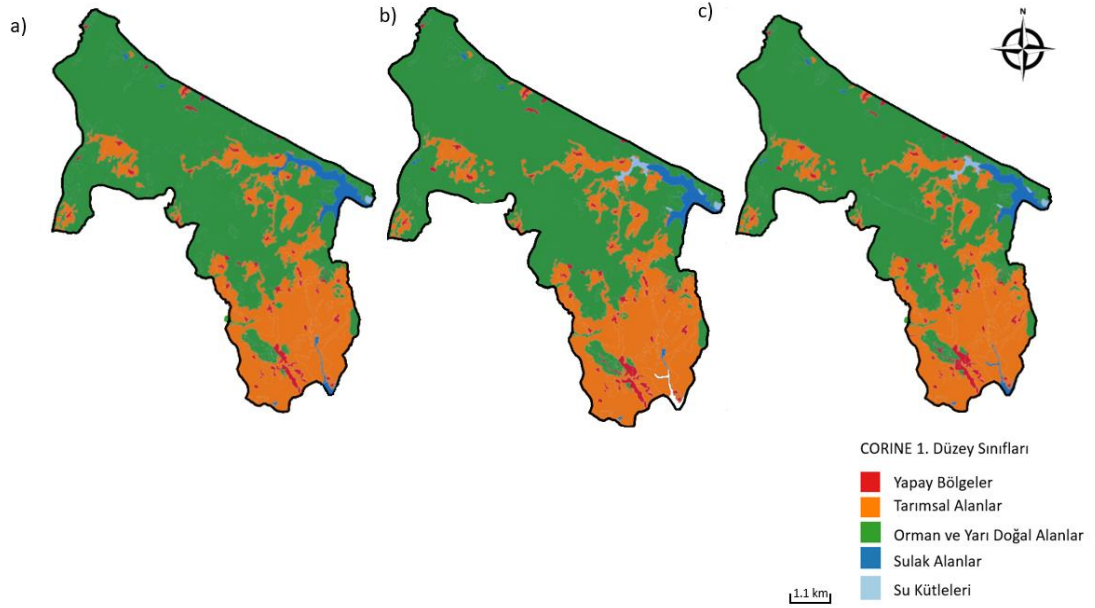 a)
b)
c)
N
CORINE 1. Düzey Sınıfları
Yapay Bölgeler
Tarımsal Alanlar
Orman ve Yarı Doğal Alanlar
Sulak Alanlar
Su Kütleleri
1.1 km